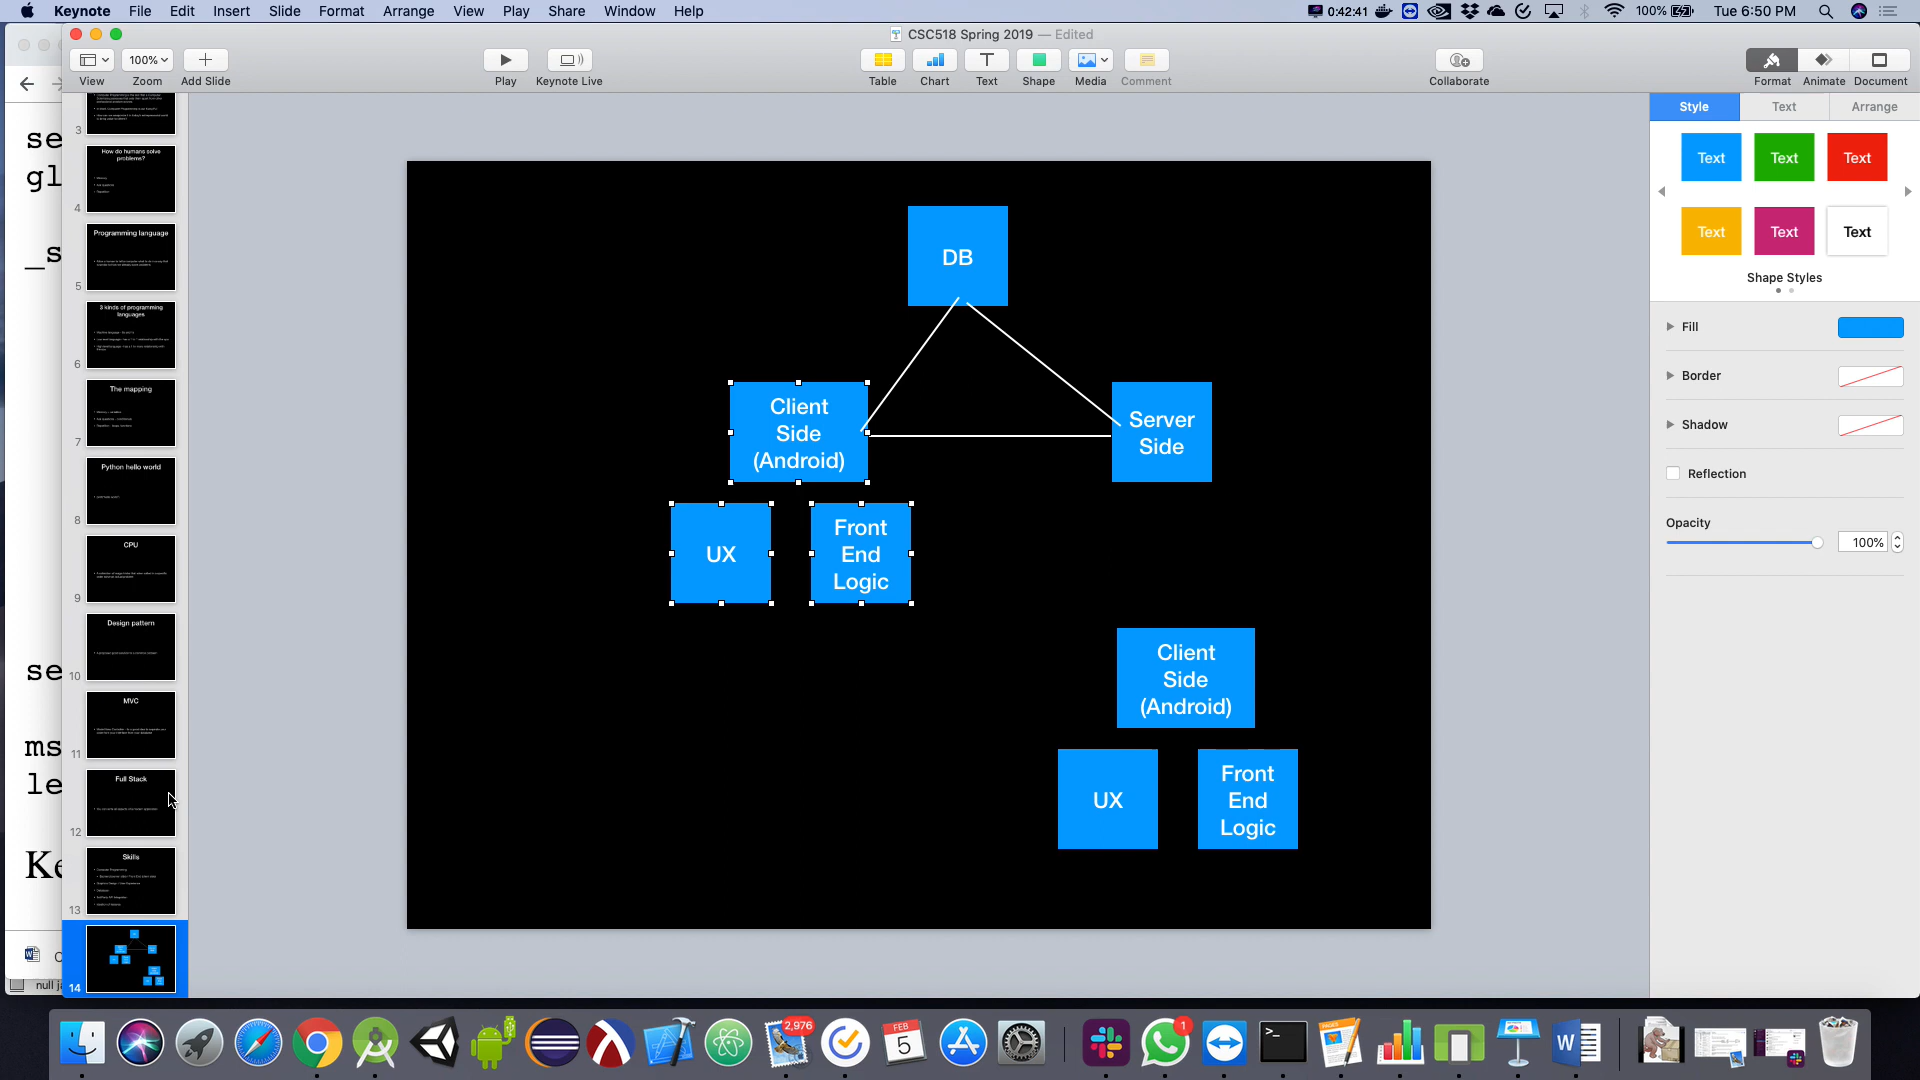 Keynote File Edit Insert Slide Format Arrange View Play Share Window Help
0:42:41 100% Tue 6:50 PM
CSC518 Spring 2019 — Edited
100%
View Zoom Add Slide Play Keynote Live Table Chart Text Shape Media Comment Collaborate Format Animate Document
Style Text Arrange
Text Text Text
Text Text Text
Shape Styles
Fill
Border
Shadow
Reflection
Opacity
100%
se
gl
_s
se
ms
le
Ke
null ja
3
How do humans solve
problems?
4
Programming language
5
3 kinds of programming
languages
6
The mapping
7
Python hello world
8
CPU
9
Design pattern
10
MVC
11
Full Stack
12
Skills
13
14
DB
Client
Side
(Android)
Server
Side
UX
Front
End
Logic
Client
Side
(Android)
UX
Front
End
Logic
2,976
FEB
5
1
PAGES
W